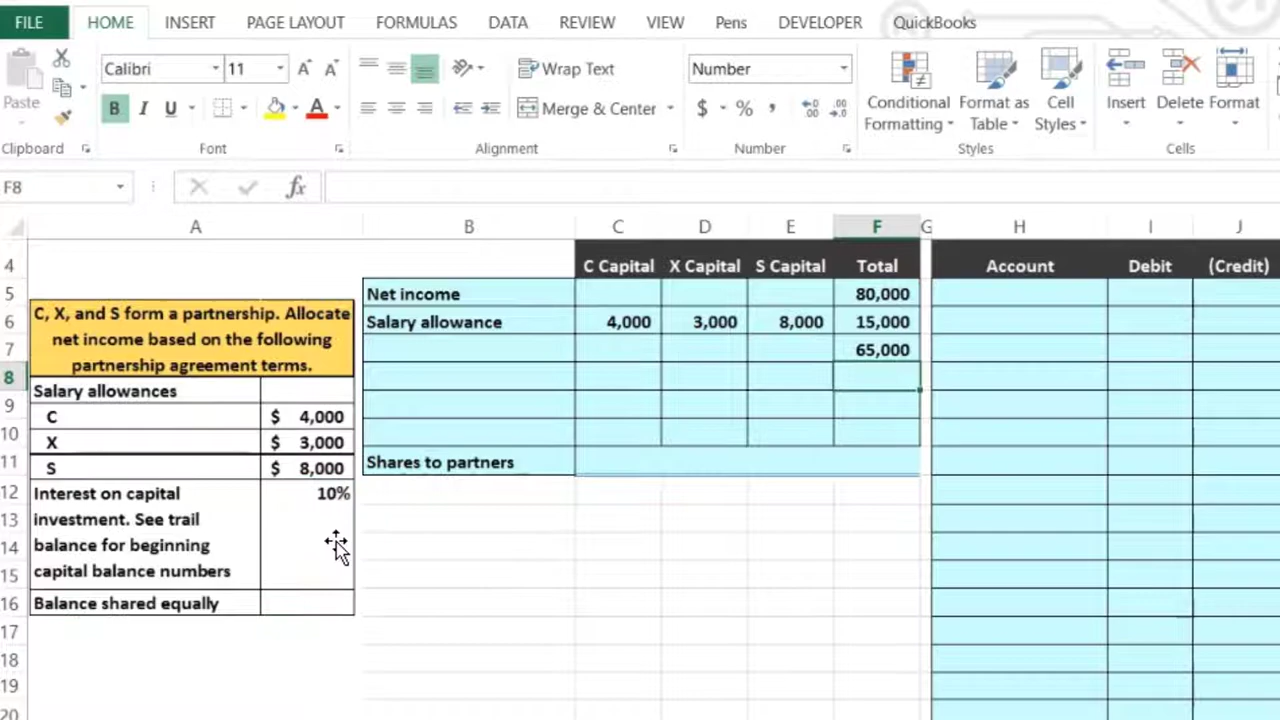 FILE HOME INSERT PAGE LAYOUT FORMULAS DATA REVIEW VIEW Pens DEVELOPER QuickBooks
Paste
Calibri 11
B I U
Wrap Text
Merge & Center
Number
$ % ,
Conditional Formatting
Format as Table
Cell Styles
Insert Delete Format
Clipboard Font Alignment Number Styles Cells
F8 fx
A B C D E F G H I J
4 C Capital X Capital S Capital Total Account Debit (Credit)
5 Net income 80,000
6 Salary allowance 4,000 3,000 8,000 15,000
7 65,000
8
9
10
11 Shares to partners
12
13
14
15
16
17
18
19
20
C, X, and S form a partnership. Allocate
net income based on the following
partnership agreement terms.
Salary allowances
C $ 4,000
X $ 3,000
S $ 8,000
Interest on capital 10%
investment. See trail
balance for beginning
capital balance numbers
Balance shared equally